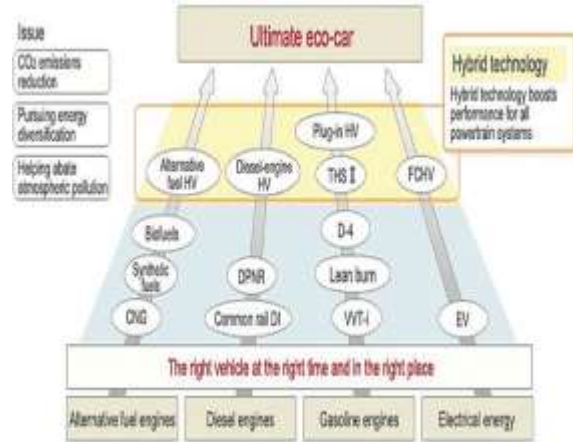 Issue
CO2 emissions
reduction
Pursuing energy
diversification
Helping abate
atmospheric pollution
Ultimate eco-car
Hybrid technology
Hybrid technology boosts
performance for all
powertrain systems
Plug-in HV
Alternative
fuel HV
Diesel-engine
HV
THS II
FCHV
Biofuels
D-4
Synthetic
fuels
DPNR
Lean burn
CNG
Common rail DI
VVT-i
EV
The right vehicle at the right time and in the right place
Alternative fuel engines
Diesel engines
Gasoline engines
Electrical energy